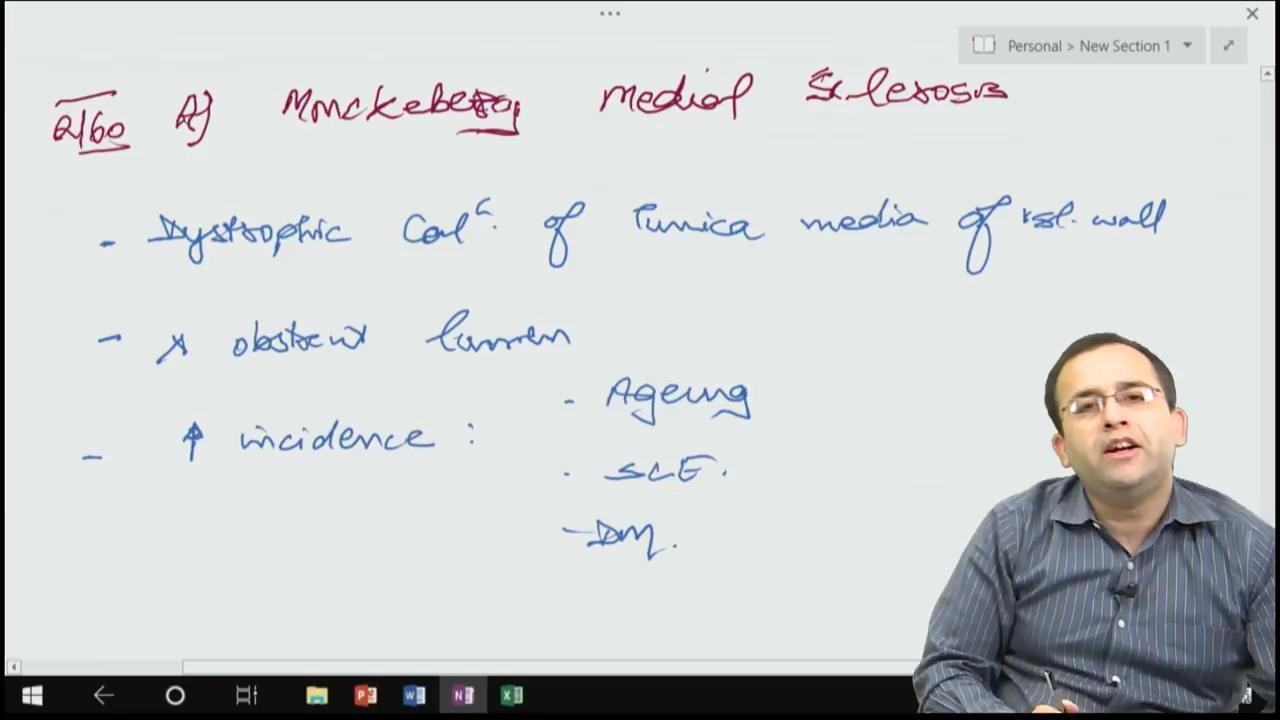 Personal > New Section 1
Q160 A) Monckeberg Medial Sclerosis
- Dystrophic Calc. of Tunica media of vsl. wall
- X obstruct lumen
- ↑ incidence :
- Ageing
- SLE.
- DM.